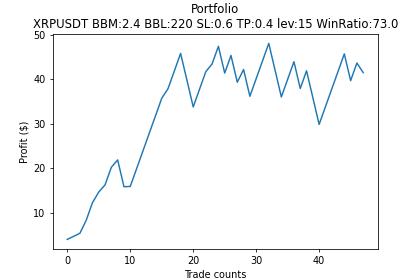 Portfolio
XRPUSDT BBM:2.4 BBL:220 SL:0.6 TP:0.4 lev:15 WinRatio:73.0
50
40
30
20
10
Profit ($)
0
10
20
30
40
Trade counts